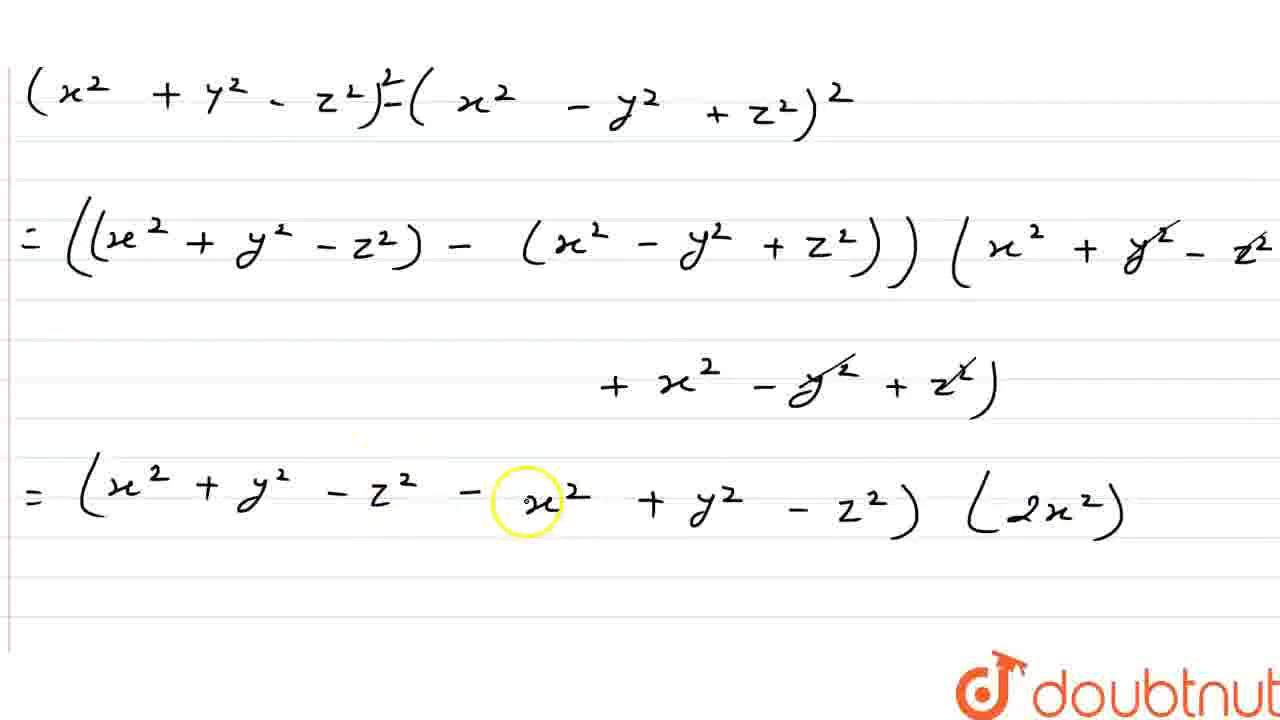 (x² + y² - z²)² - (x² - y² + z²)²
= ((x² + y² - z²) - (x² - y² + z²)) (x² + y² - z²
+ x² - y² + z²)
= (x² + y² - z² - x² + y² - z²) (2x²)
doubtnut